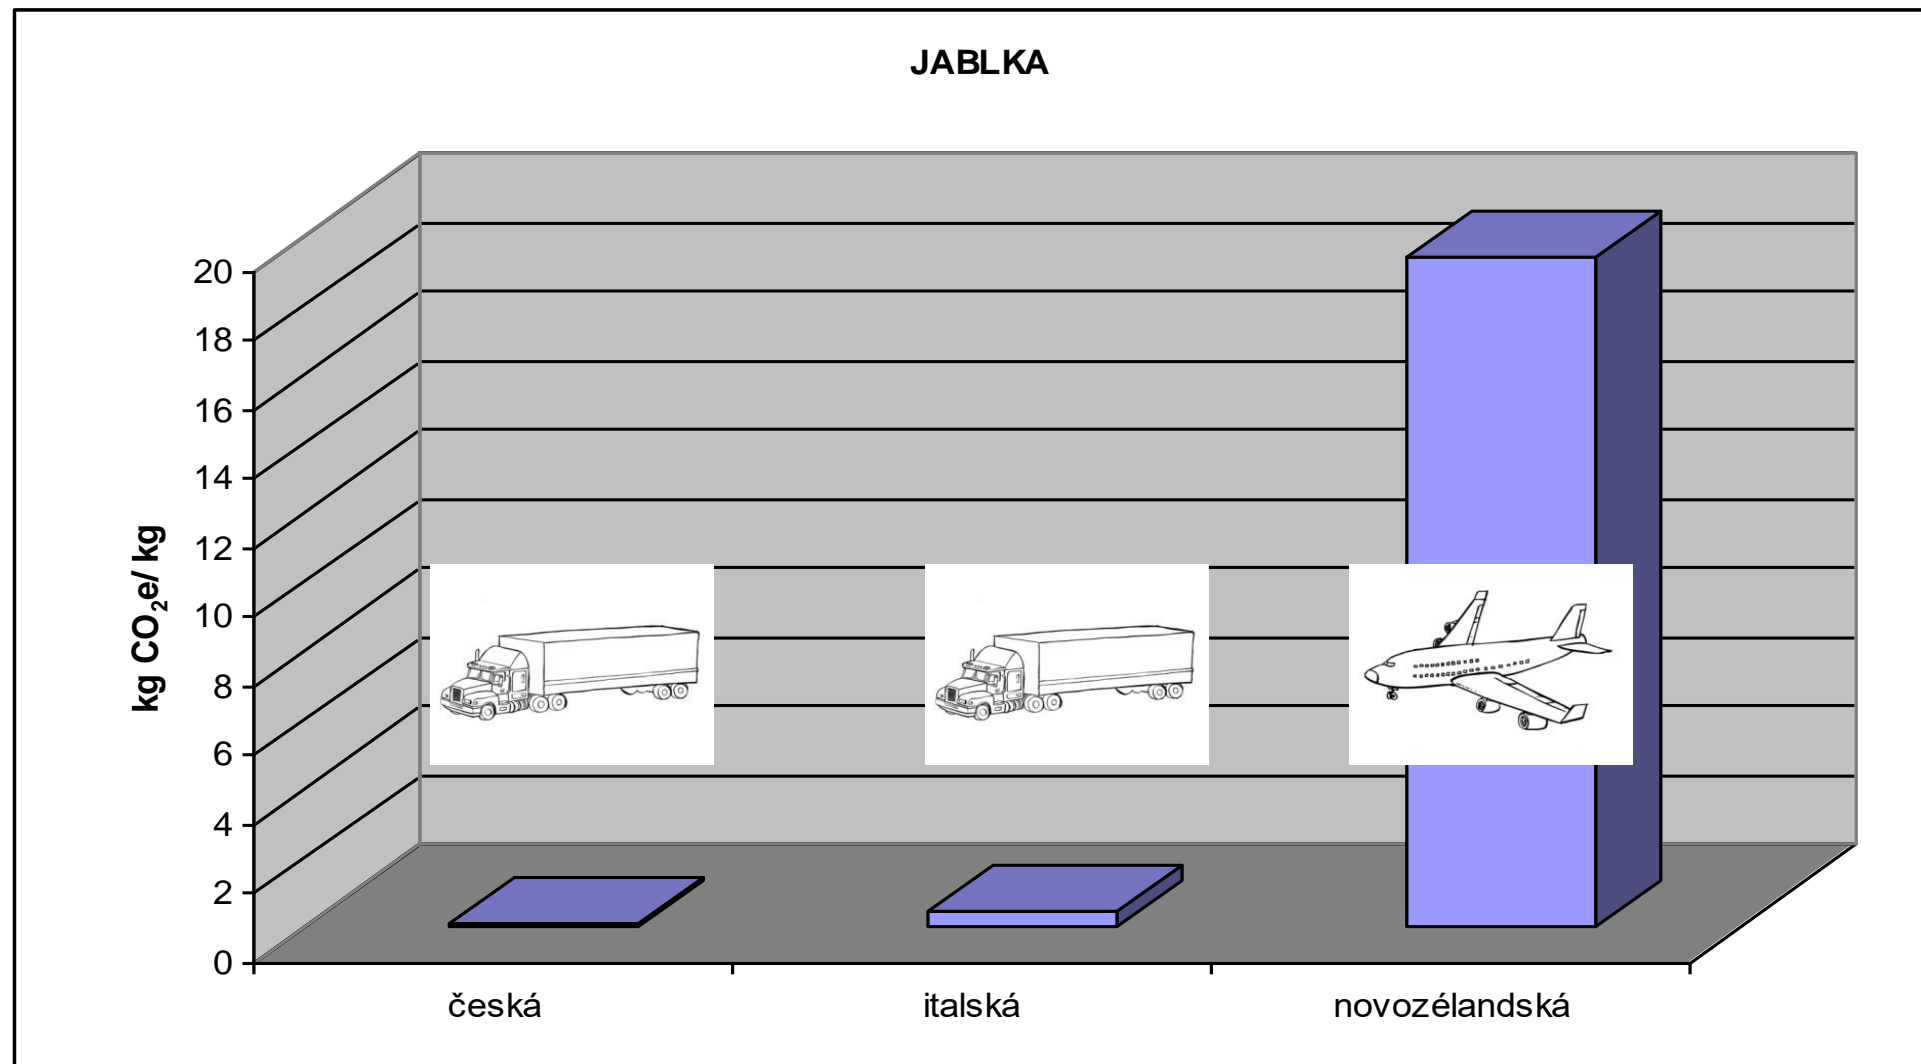 JABLKA
kg CO₂e/ kg
20
18
16
14
12
10
8
6
4
2
0
česká
italská
novozélandská